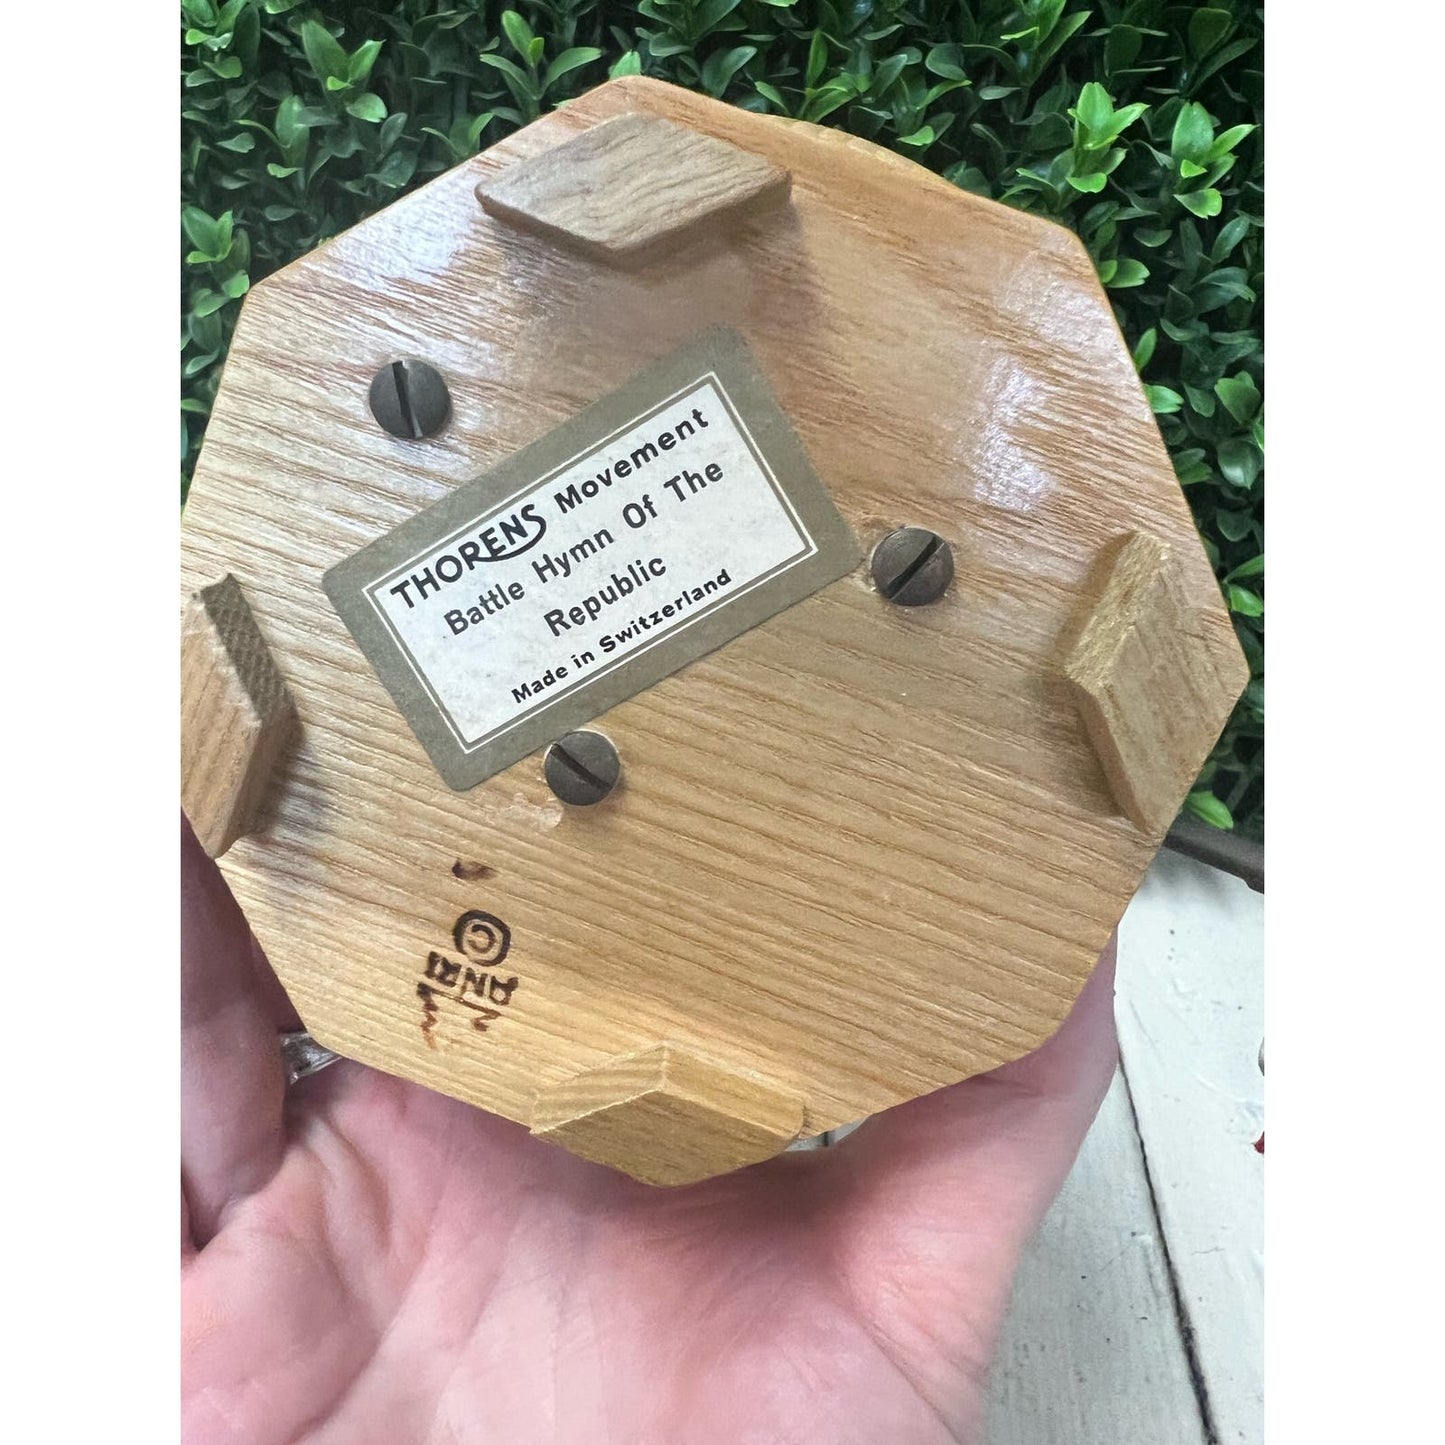 THORENS Movement
Battle Hymn Of The
Republic
Made in Switzerland
©
ANRI